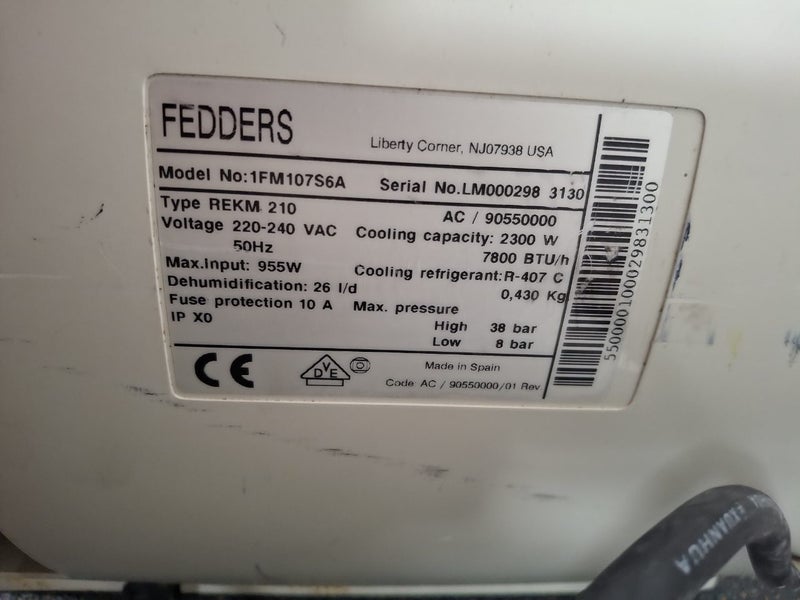 FEDDERS
Liberty Corner, NJ07938 USA
Model No:1FM107S6A Serial No.LM000298 3130
Type REKM 210 AC / 90550000
Voltage 220-240 VAC Cooling capacity: 2300 W
50Hz 7800 BTU/h
Max.Input: 955W Cooling refrigerant:R-407 C
Dehumidification: 26 l/d 0,430 Kg
Fuse protection 10 A Max. pressure
IP X0 High 38 bar
Low 8 bar
CE
DVE
Made in Spain
Code: AC / 90550000/01 Rev
5500001000029831300
XUANHUA